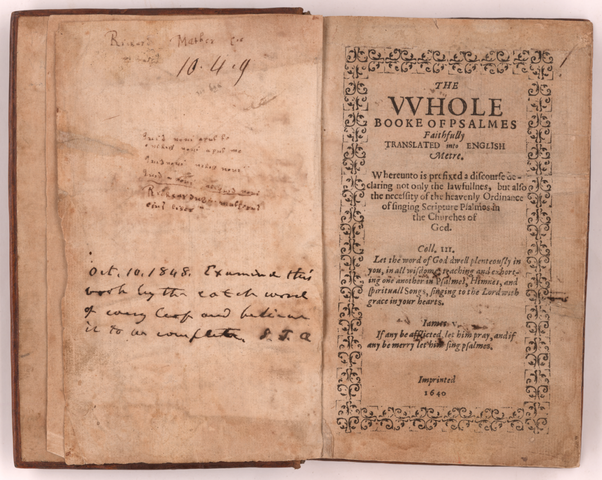 Richard Mather
10.4.9
Oct. 10. 1848. Examined this
work by the catch word
of every leaf and believe
it to be complete. S. J. A
THE
VVHOLE
BOOKE OF PSALMES
Faithfully
TRANSLATED into ENGLISH
Metre.
Whereunto is prefixed a discourse de-
claring not only the lawfullnes, but also
the necessity of the heavenly Ordinance
of singing Scripture Psalmes in
the Churches of
God.
Coll. III.
Let the word of God dwell plenteously in
you, in all wisdome, teaching and exhort-
ing one another in Psalmes, Himnes, and
spirituall Songs, singing to the Lord with
grace in your hearts.
Iames V.
If any be afflicted, let him pray, and if
any be merry let him sing psalmes.
Imprinted
1640